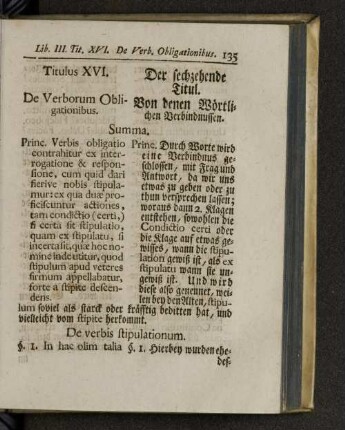 Lib. III. Tit. XVI. De Verb. Obligationibus. 135
Titulus XVI.
De Verborum Obli-
gationibus.
Der sechzehende
Titul.
Von denen Wörtli-
chen Verbindnussen.
Summa.
Princ. Verbis obligatio
contrahitur ex inter-
rogatione & respon-
sione, cum quid dari
fierive nobis stipula-
mur: ex qua duæ pro-
ficiscuntur actiones,
tam condictio (certi,)
si certa sit stipulatio,
quam ex stipulatu, si
incerta sit, quæ hoc no-
mine inde utitur, quod
stipulum apud veteres
firmum appellabatur,
forte a stipite descen-
dens.
Princ. Durch Worte wird
eine Verbindnus ge-
schlossen, mit Frag und
Antwort, da wir uns
etwas zu geben oder zu
thun versprechen lassen;
woraus dann 2. Klagen
entstehen, sowohlen die
Condictio certi oder
die Klage auf etwas ge-
wisses, wann die stipu-
lation gewiß ist, als ex
stipulatu wann sie un-
gewiß ist. Und wird
diese also genennet, wei-
len bey den Alten, stipu-
lum soviel als starck oder kräfftig beditten hat, und
vielleicht vom stipite herkommt.
De verbis stipulationum.
§. 1. In hac olim talia
§. 1. Hierbey wurden ehe-
des-